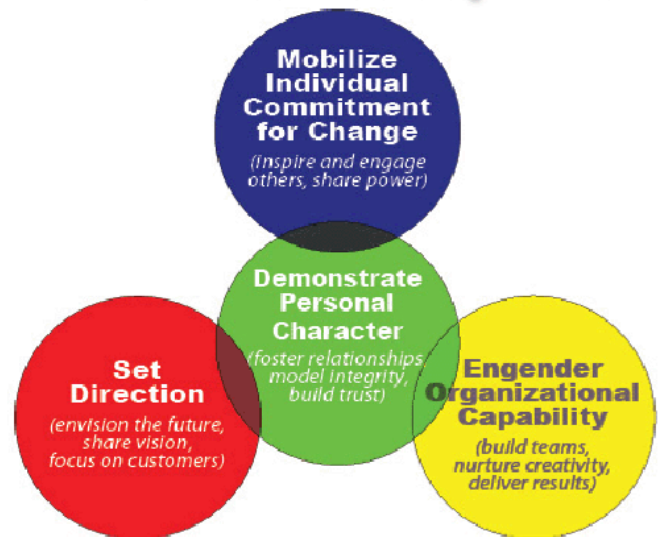 Mobilize
Individual
Commitment
for Change
(inspire and engage
others, share power)
Demonstrate
Personal
Character
(foster relationships,
model integrity,
build trust)
Set
Direction
(envision the future,
share vision,
focus on customers)
Engender
Organizational
Capability
(build teams,
nurture creativity,
deliver results)